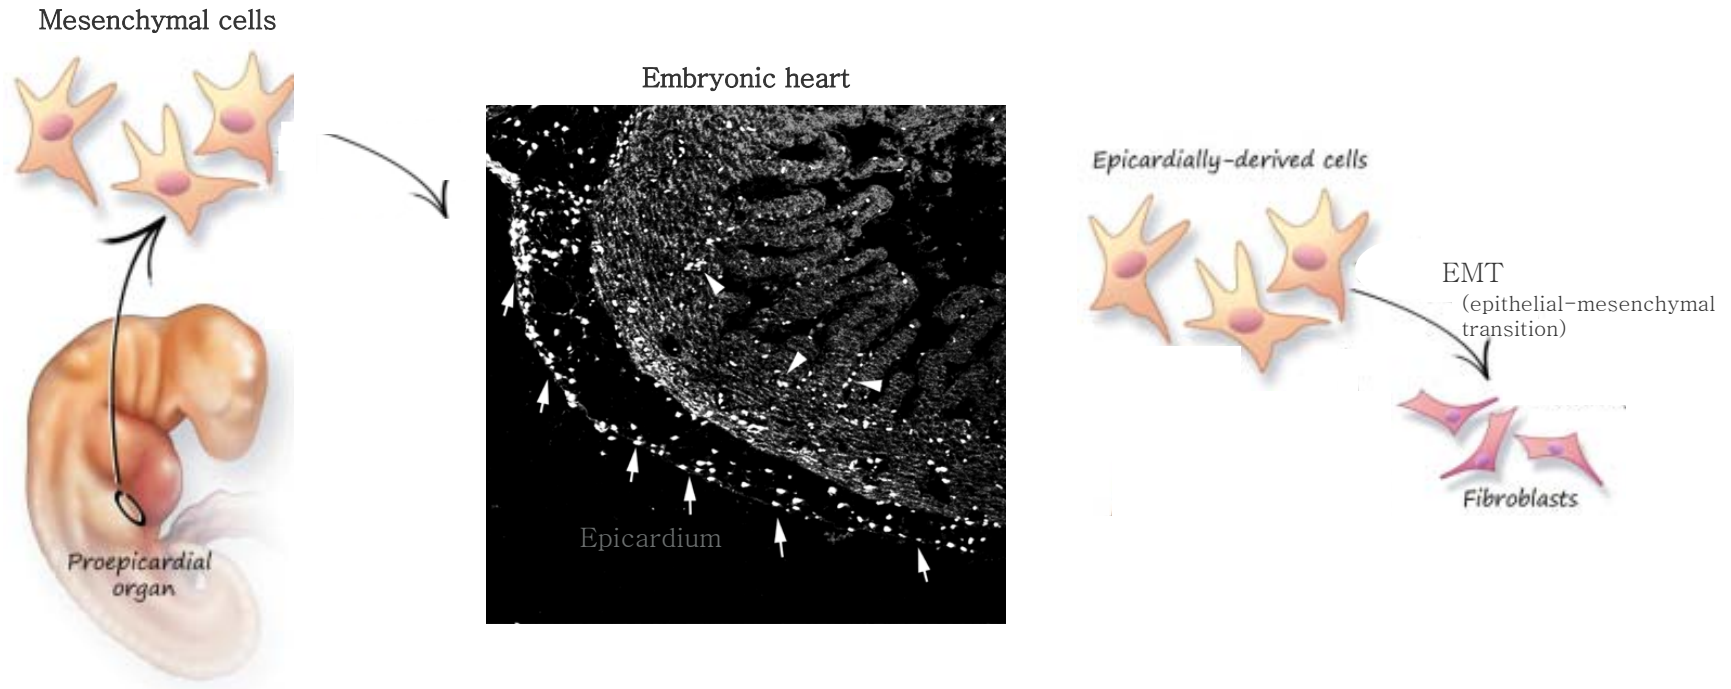 Mesenchymal cells
Embryonic heart
Epicardially-derived cells
EMT
(epithelial-mesenchymal
transition)
Fibroblasts
Epicardium
Proepicardial
organ